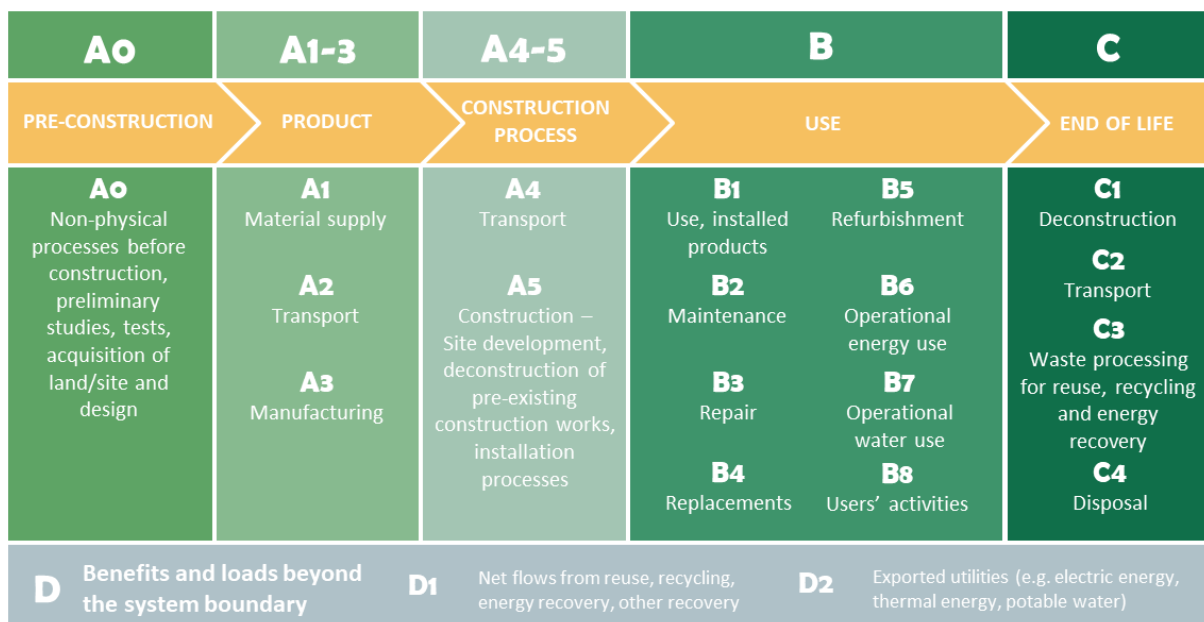 A0
A1-3
A4-5
B
C
PRE-CONSTRUCTION
PRODUCT
CONSTRUCTION
PROCESS
USE
END OF LIFE
A0
Non-physical
processes before
construction,
preliminary
studies, tests,
acquisition of
land/site and
design
A1
Material supply
A2
Transport
A3
Manufacturing
A4
Transport
A5
Construction –
Site development,
deconstruction of
pre-existing
construction works,
installation
processes
B1
Use, installed
products
B2
Maintenance
B3
Repair
B4
Replacements
B5
Refurbishment
B6
Operational
energy use
B7
Operational
water use
B8
Users’ activities
C1
Deconstruction
C2
Transport
C3
Waste processing
for reuse, recycling
and energy
recovery
C4
Disposal
D
Benefits and loads beyond
the system boundary
D1
Net flows from reuse, recycling,
energy recovery, other recovery
D2
Exported utilities (e.g. electric energy,
thermal energy, potable water)